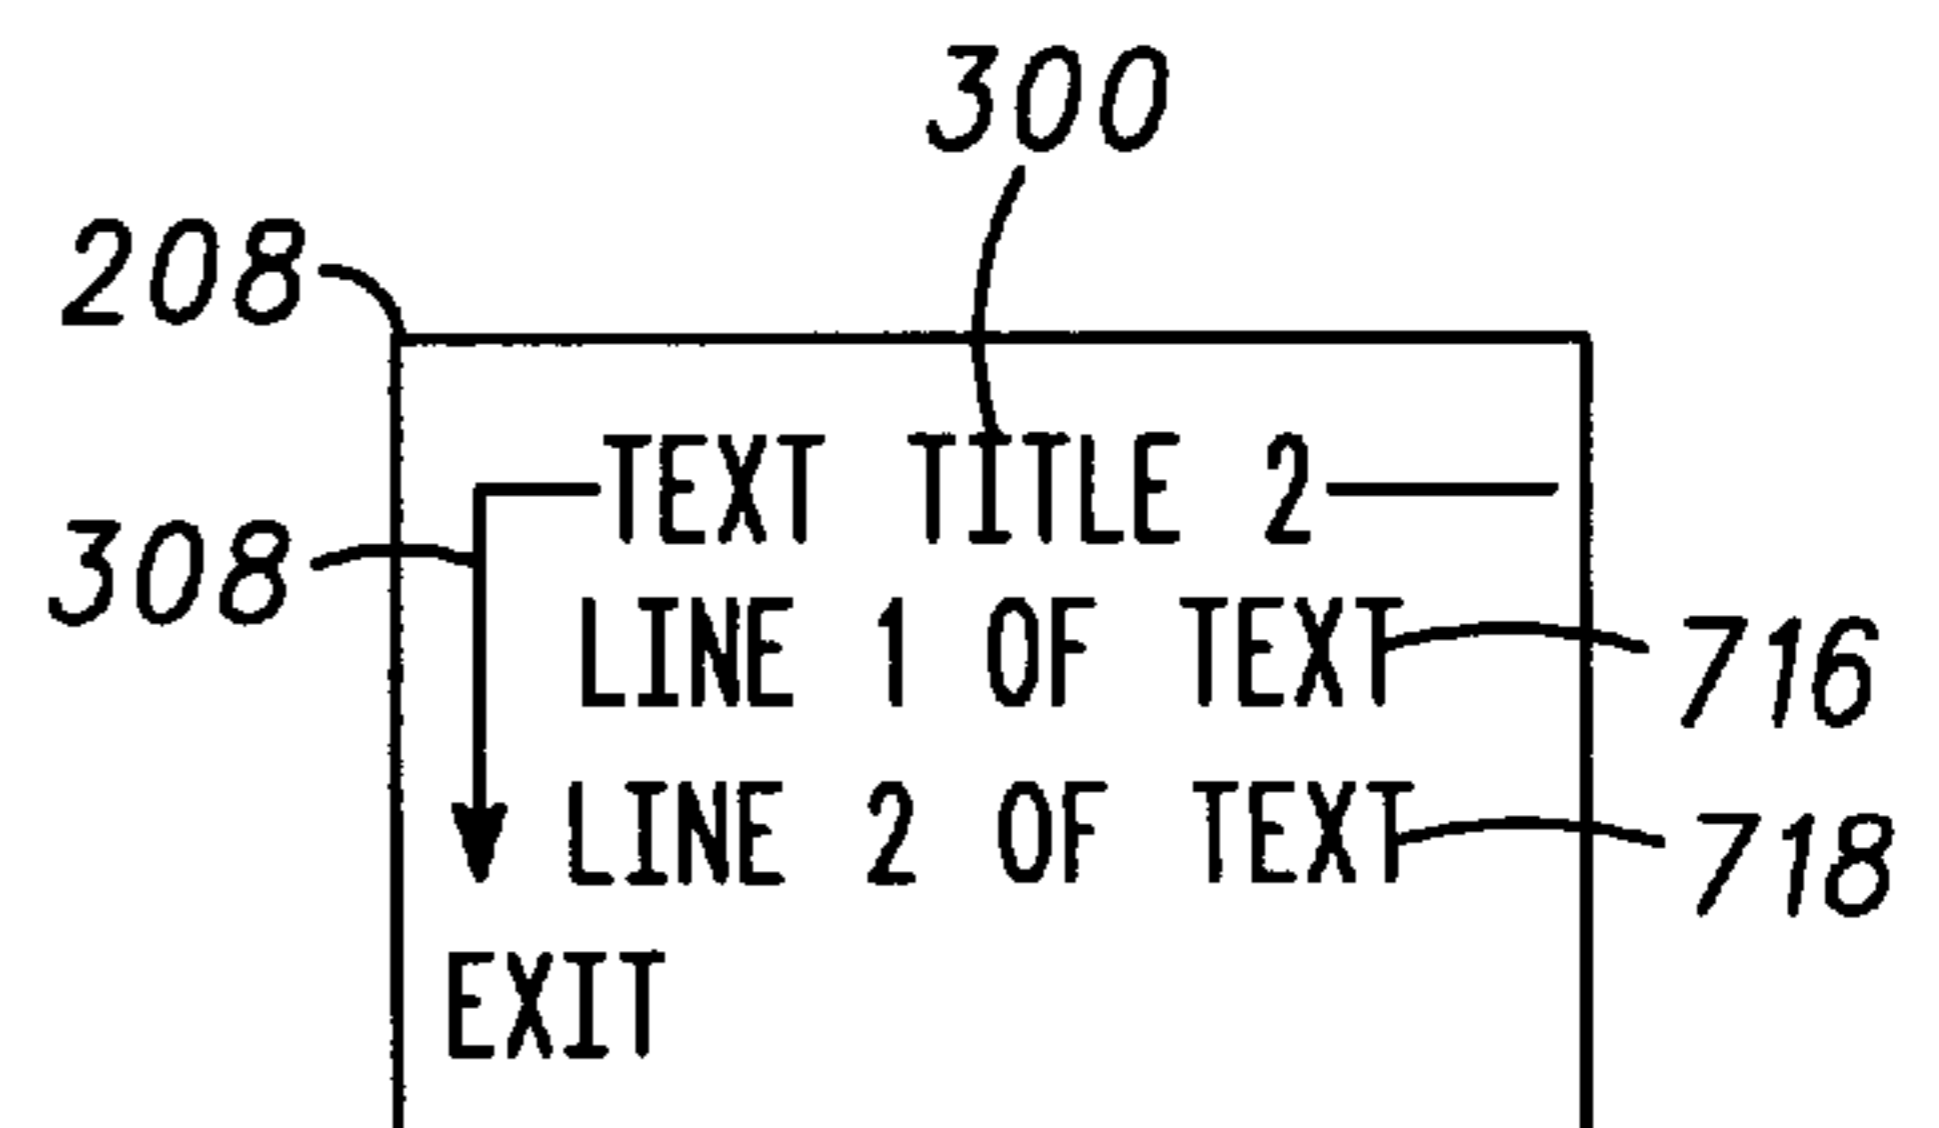 300
208
TEXT TITLE 2
308
LINE 1 OF TEXT 716
LINE 2 OF TEXT 718
EXIT